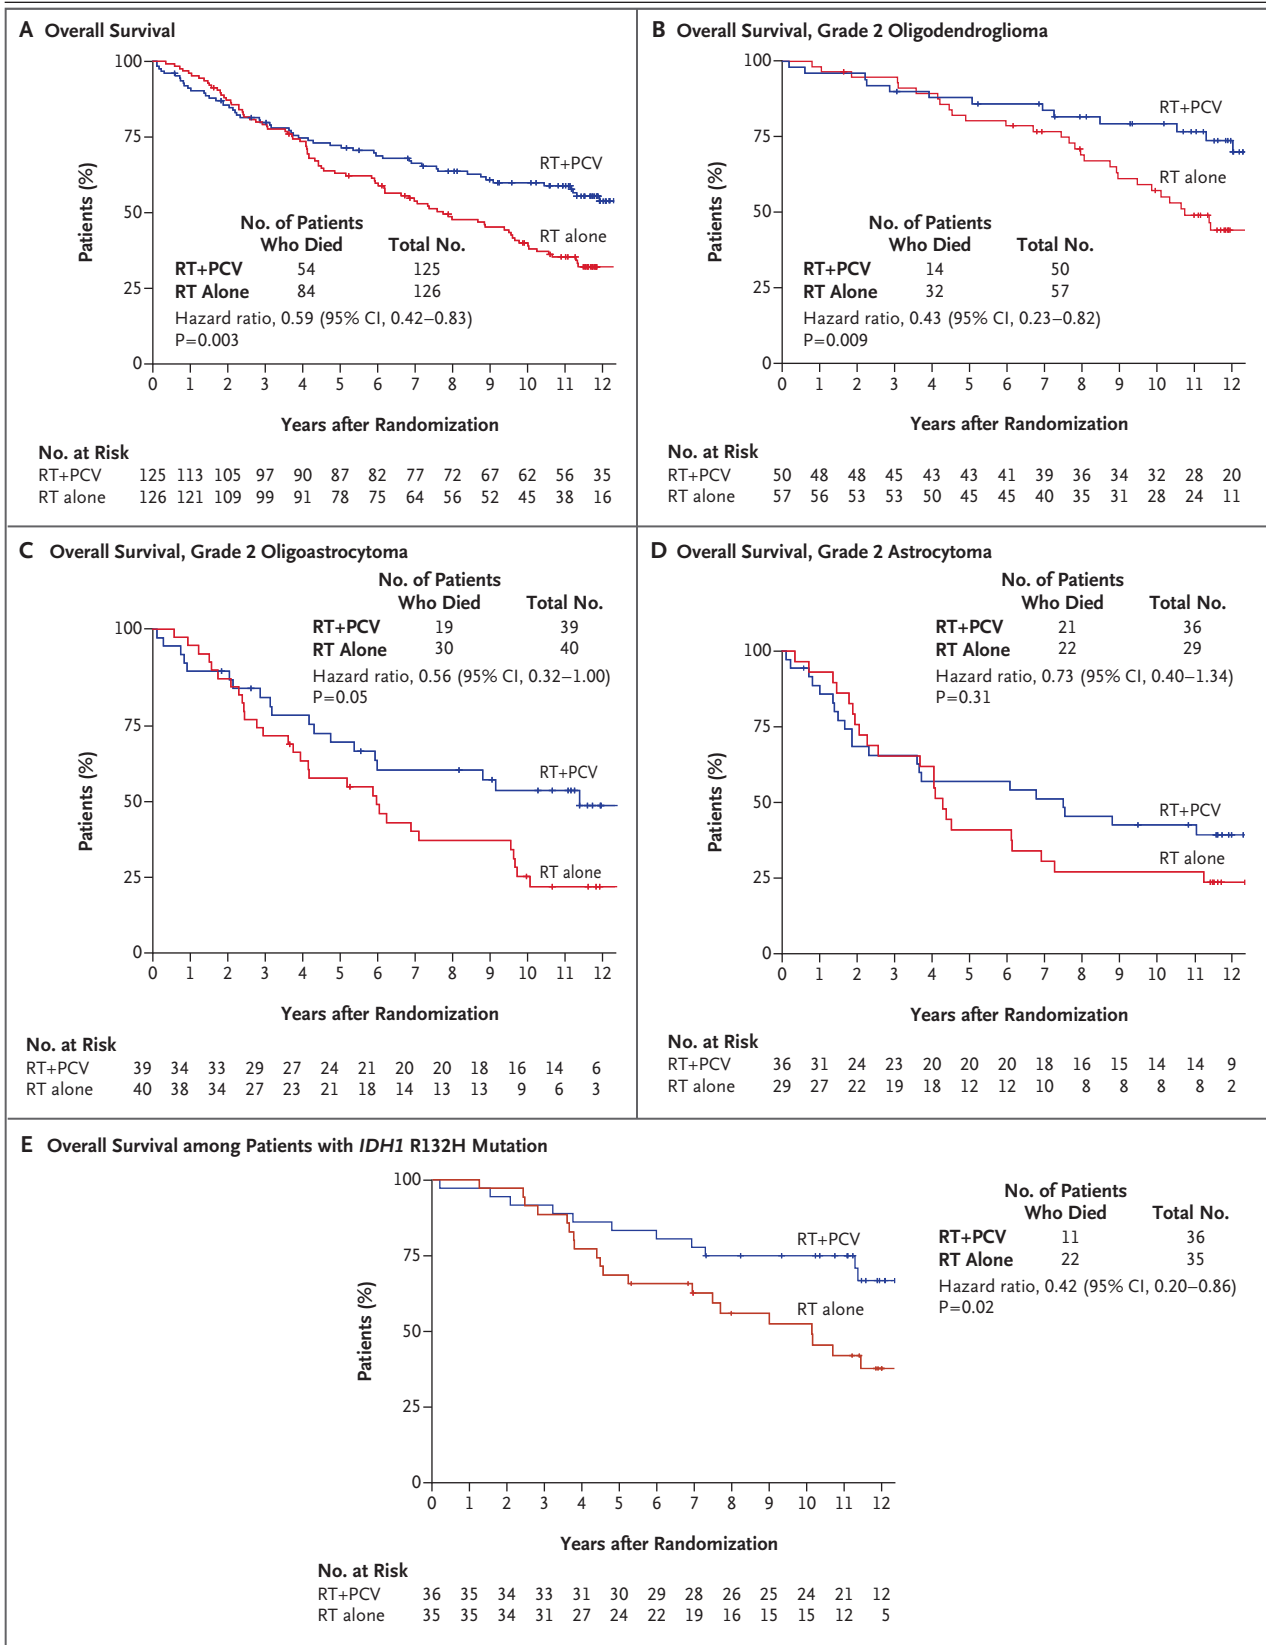 A Overall Survival
100
75
50
25
0
Patients (%)
RT+PCV
RT alone
No. of Patients
Who Died Total No.
RT+PCV 54 125
RT Alone 84 126
Hazard ratio, 0.59 (95% CI, 0.42–0.83)
P=0.003
0 1 2 3 4 5 6 7 8 9 10 11 12
Years after Randomization
No. at Risk
RT+PCV 125 113 105 97 90 87 82 77 72 67 62 56 35
RT alone 126 121 109 99 91 78 75 64 56 52 45 38 16
B Overall Survival, Grade 2 Oligodendroglioma
100
75
50
25
0
Patients (%)
RT+PCV
RT alone
No. of Patients
Who Died Total No.
RT+PCV 14 50
RT Alone 32 57
Hazard ratio, 0.43 (95% CI, 0.23–0.82)
P=0.009
0 1 2 3 4 5 6 7 8 9 10 11 12
Years after Randomization
No. at Risk
RT+PCV 50 48 48 45 43 43 41 39 36 34 32 28 20
RT alone 57 56 53 53 50 45 45 40 35 31 28 24 11
C Overall Survival, Grade 2 Oligoastrocytoma
No. of Patients
Who Died Total No.
RT+PCV 19 39
RT Alone 30 40
Hazard ratio, 0.56 (95% CI, 0.32–1.00)
P=0.05
100
75
50
25
0
Patients (%)
RT+PCV
RT alone
0 1 2 3 4 5 6 7 8 9 10 11 12
Years after Randomization
No. at Risk
RT+PCV 39 34 33 29 27 24 21 20 20 18 16 14 6
RT alone 40 38 34 27 23 21 18 14 13 13 9 6 3
D Overall Survival, Grade 2 Astrocytoma
No. of Patients
Who Died Total No.
RT+PCV 21 36
RT Alone 22 29
Hazard ratio, 0.73 (95% CI, 0.40–1.34)
P=0.31
100
75
50
25
0
Patients (%)
RT+PCV
RT alone
0 1 2 3 4 5 6 7 8 9 10 11 12
Years after Randomization
No. at Risk
RT+PCV 36 31 24 23 20 20 20 18 16 15 14 14 9
RT alone 29 27 22 19 18 12 12 10 8 8 8 8 2
E Overall Survival among Patients with IDH1 R132H Mutation
100
75
50
25
0
Patients (%)
RT+PCV
RT alone
No. of Patients
Who Died Total No.
RT+PCV 11 36
RT Alone 22 35
Hazard ratio, 0.42 (95% CI, 0.20–0.86)
P=0.02
0 1 2 3 4 5 6 7 8 9 10 11 12
Years after Randomization
No. at Risk
RT+PCV 36 35 34 33 31 30 29 28 26 25 24 21 12
RT alone 35 35 34 31 27 24 22 19 16 15 15 12 5